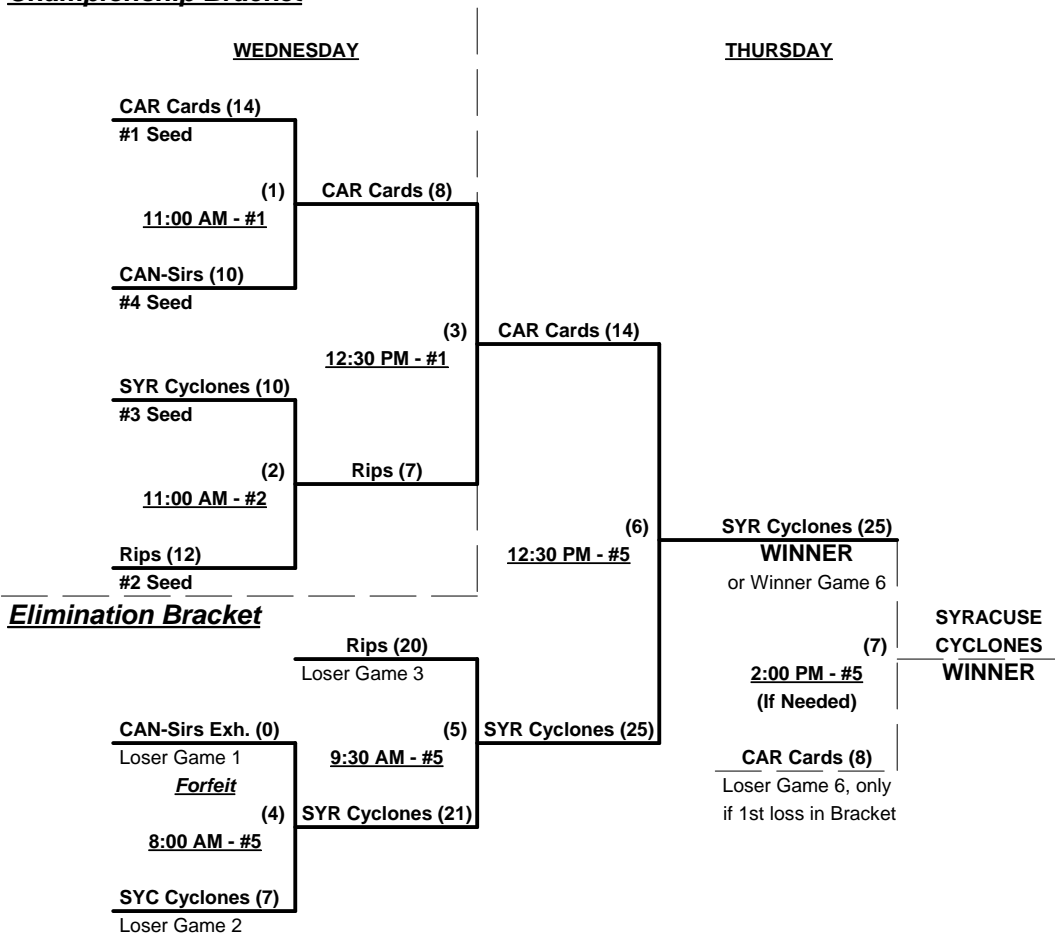 Championship Bracket
WEDNESDAY
THURSDAY
CAR Cards (14)
#1 Seed
(1)
CAR Cards (8)
11:00 AM - #1
CAN-Sirs (10)
#4 Seed
(3)
CAR Cards (14)
12:30 PM - #1
SYR Cyclones (10)
#3 Seed
(2)
Rips (7)
11:00 AM - #2
Rips (12)
#2 Seed
(6)
SYR Cyclones (25)
12:30 PM - #5
WINNER
or Winner Game 6
Elimination Bracket
Rips (20)
Loser Game 3
SYRACUSE
(7)
CYCLONES
2:00 PM - #5
WINNER
(If Needed)
CAN-Sirs Exh. (0)
Loser Game 1
(5)
SYR Cyclones (25)
9:30 AM - #5
Forfeit
CAR Cards (8)
Loser Game 6, only
if 1st loss in Bracket
(4)
SYR Cyclones (21)
8:00 AM - #5
SYC Cyclones (7)
Loser Game 2